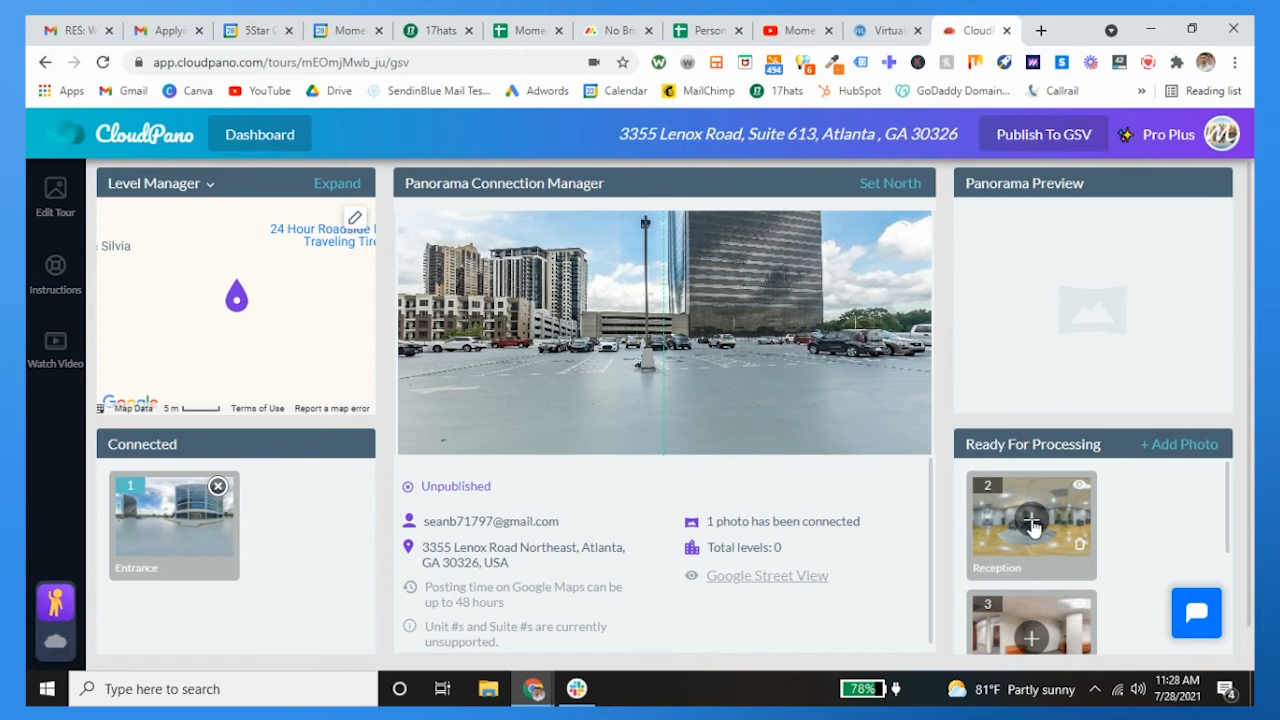 RES: W
Applyi
5Star C
Mome
17hats
Mome
No Bri
Person
Mome
Virtual
CloudP
app.cloudpano.com/tours/mEOmjMwb_ju/gsv
494
6
Apps
Gmail
Canva
YouTube
Drive
SendinBlue Mail Tes...
Adwords
Calendar
MailChimp
17hats
HubSpot
GoDaddy Domain...
Callrail
»
Reading list
CloudPano
Dashboard
3355 Lenox Road, Suite 613, Atlanta , GA 30326
Publish To GSV
Pro Plus
Edit Tour
Instructions
Watch Video
Level Manager
Expand
Silvia
24 Hour Roadside
Traveling Tire
Google
Map Data
5 m
Terms of Use
Report a map error
Connected
1
Entrance
Panorama Connection Manager
Set North
Unpublished
seanb71797@gmail.com
3355 Lenox Road Northeast, Atlanta,
GA 30326, USA
Posting time on Google Maps can be
up to 48 hours
Unit #s and Suite #s are currently
unsupported.
1 photo has been connected
Total levels: 0
Google Street View
Panorama Preview
Ready For Processing
+ Add Photo
2
Reception
3
Type here to search
78%
81°F Partly sunny
11:28 AM
7/28/2021
4